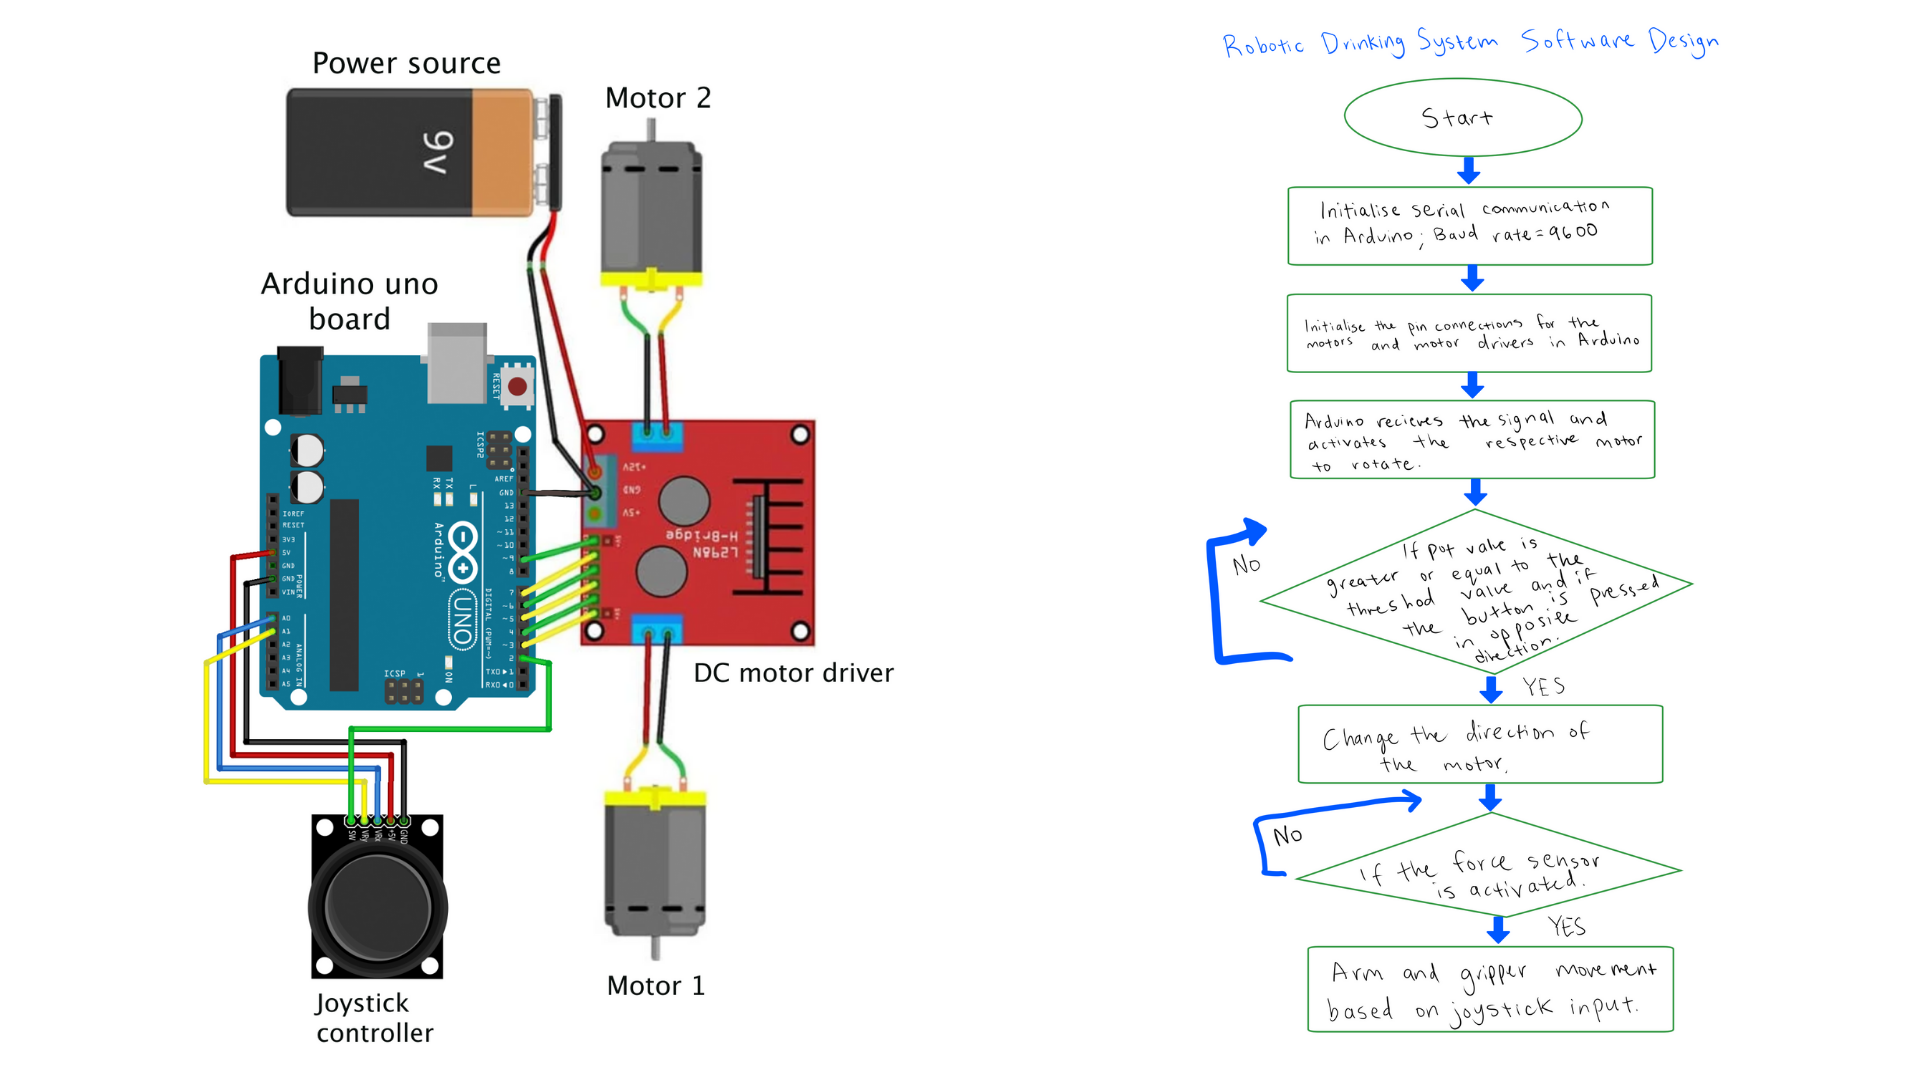 Power source
9v
Motor 2
Arduino uno
board
RESET
ICSP2
AREF
GND
13
12
~11
~10
~9
8
7
~6
~5
4
~3
2
TX0▶1
RX0◀0
DIGITAL (PWM=~)
RX
TX
L
Arduino™
UNO
ON
ICSP
1
IOREF
RESET
3V3
5V
GND
GND
VIN
POWER
A0
A1
A2
A3
A4
A5
ANALOG IN
+12V
GND
+5V
L298N
H-Bridge
DC motor driver
SW
VRy
VRx
+5V
GND
Joystick
controller
Motor 1
Robotic Drinking System Software Design
Start
Initialise serial communication
in Arduino; Baud rate=9600
Initialise the pin connections for the
motors and motor drivers in Arduino
Arduino recieves the signal and
activates the respective motor
to rotate.
If pot value is
greater or equal to the
threshod value and if
the button is pressed
in opposite
direction.
No
YES
Change the direction of
the motor.
No
if the force sensor
is activated.
YES
Arm and gripper movement
based on joystick input.